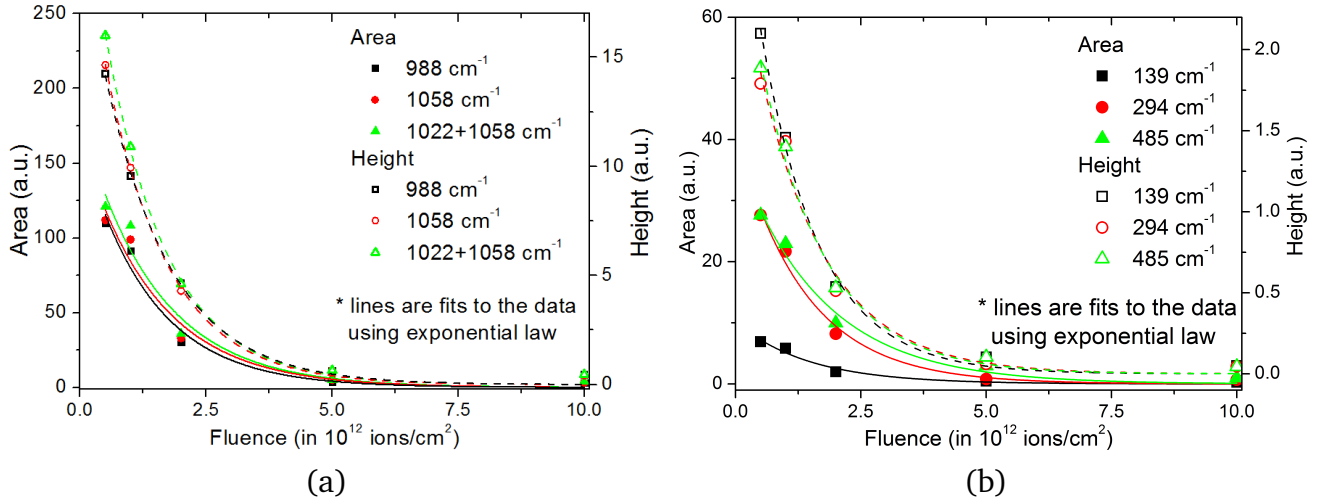 (a)
250
200
150
100
50
0
Area (a.u.)
0.0
2.5
5.0
7.5
10.0
Fluence (in 10¹² ions/cm²)
15
10
5
0
Height (a.u.)
Area
988 cm⁻¹
1058 cm⁻¹
1022+1058 cm⁻¹
Height
988 cm⁻¹
1058 cm⁻¹
1022+1058 cm⁻¹
* lines are fits to the data
using exponential law
(a)
(b)
60
40
20
0
Area (a.u.)
0.0
2.5
5.0
7.5
10.0
Fluence (in 10¹² ions/cm²)
2.0
1.5
1.0
0.5
0.0
Height (a.u.)
Area
139 cm⁻¹
294 cm⁻¹
485 cm⁻¹
Height
139 cm⁻¹
294 cm⁻¹
485 cm⁻¹
* lines are fits to the data
using exponential law
(b)